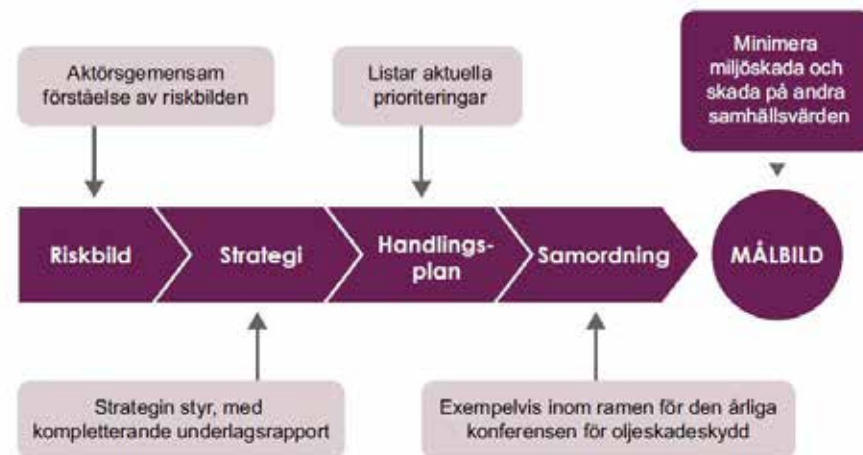 Aktörsgemensam
förståelse av riskbilden
Listar aktuella
prioriteringar
Minimera
miljöskada och
skada på andra
samhällsvärden
Riskbild
Strategi
Handlings-
plan
Samordning
MÅLBILD
Strategin styr, med
kompletterande underlagsrapport
Exempelvis inom ramen för den årliga
konferensen för oljeskadeskydd